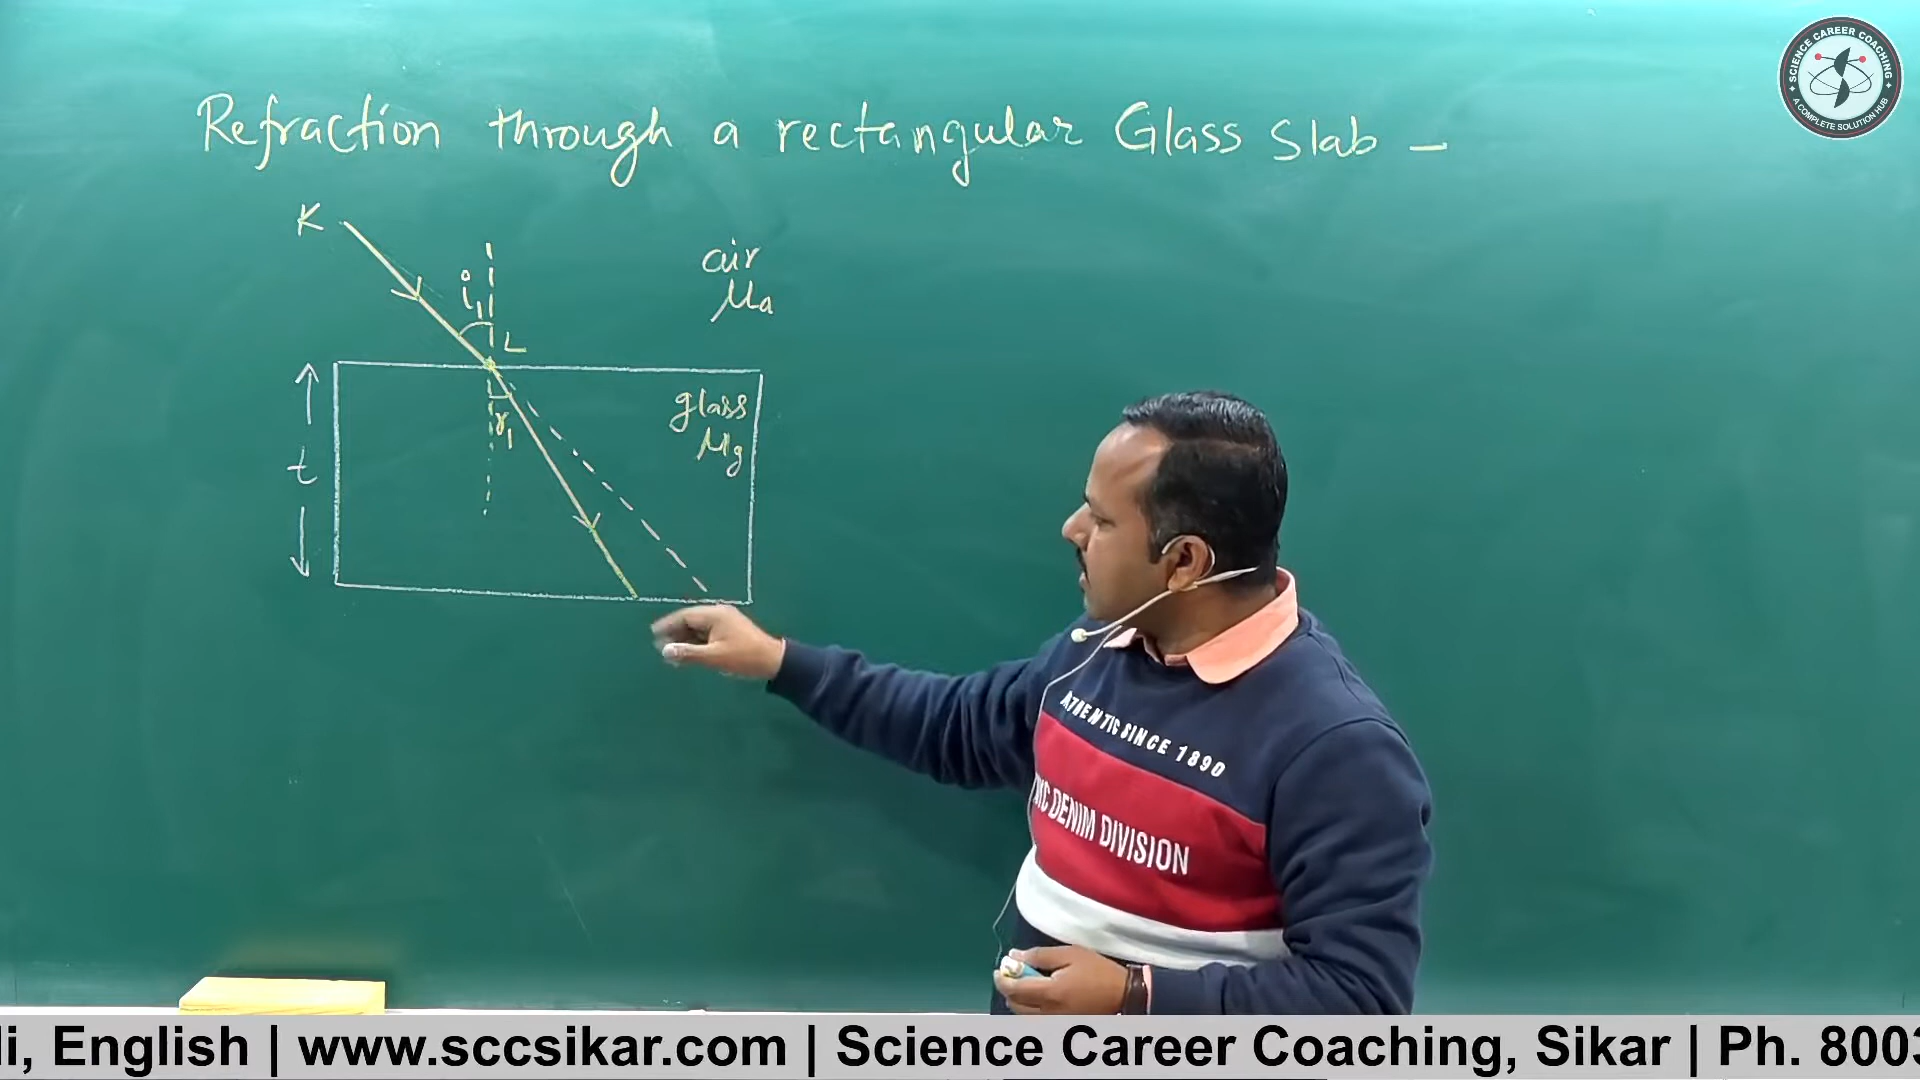 Refraction through a rectangular Glass Slab –
K
i₁
air
μa
L
glass
μg
r₁
t
SCIENCE CAREER COACHING
A COMPLETE SOLUTION HUB
AUTHENTIC SINCE 1890
DENIM DIVISION
English | www.sccsikar.com | Science Career Coaching, Sikar | Ph. 8003